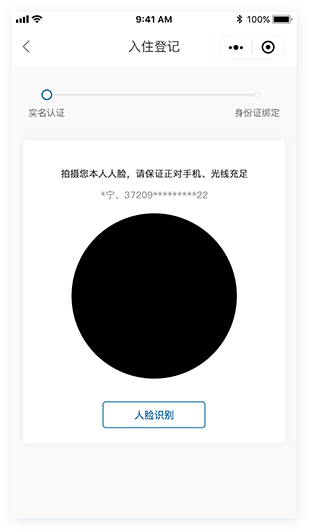 9:41 AM
100%
入住登记
实名认证
身份证绑定
拍摄您本人人脸，请保证正对手机、光线充足
*宁、37209*********22
人脸识别